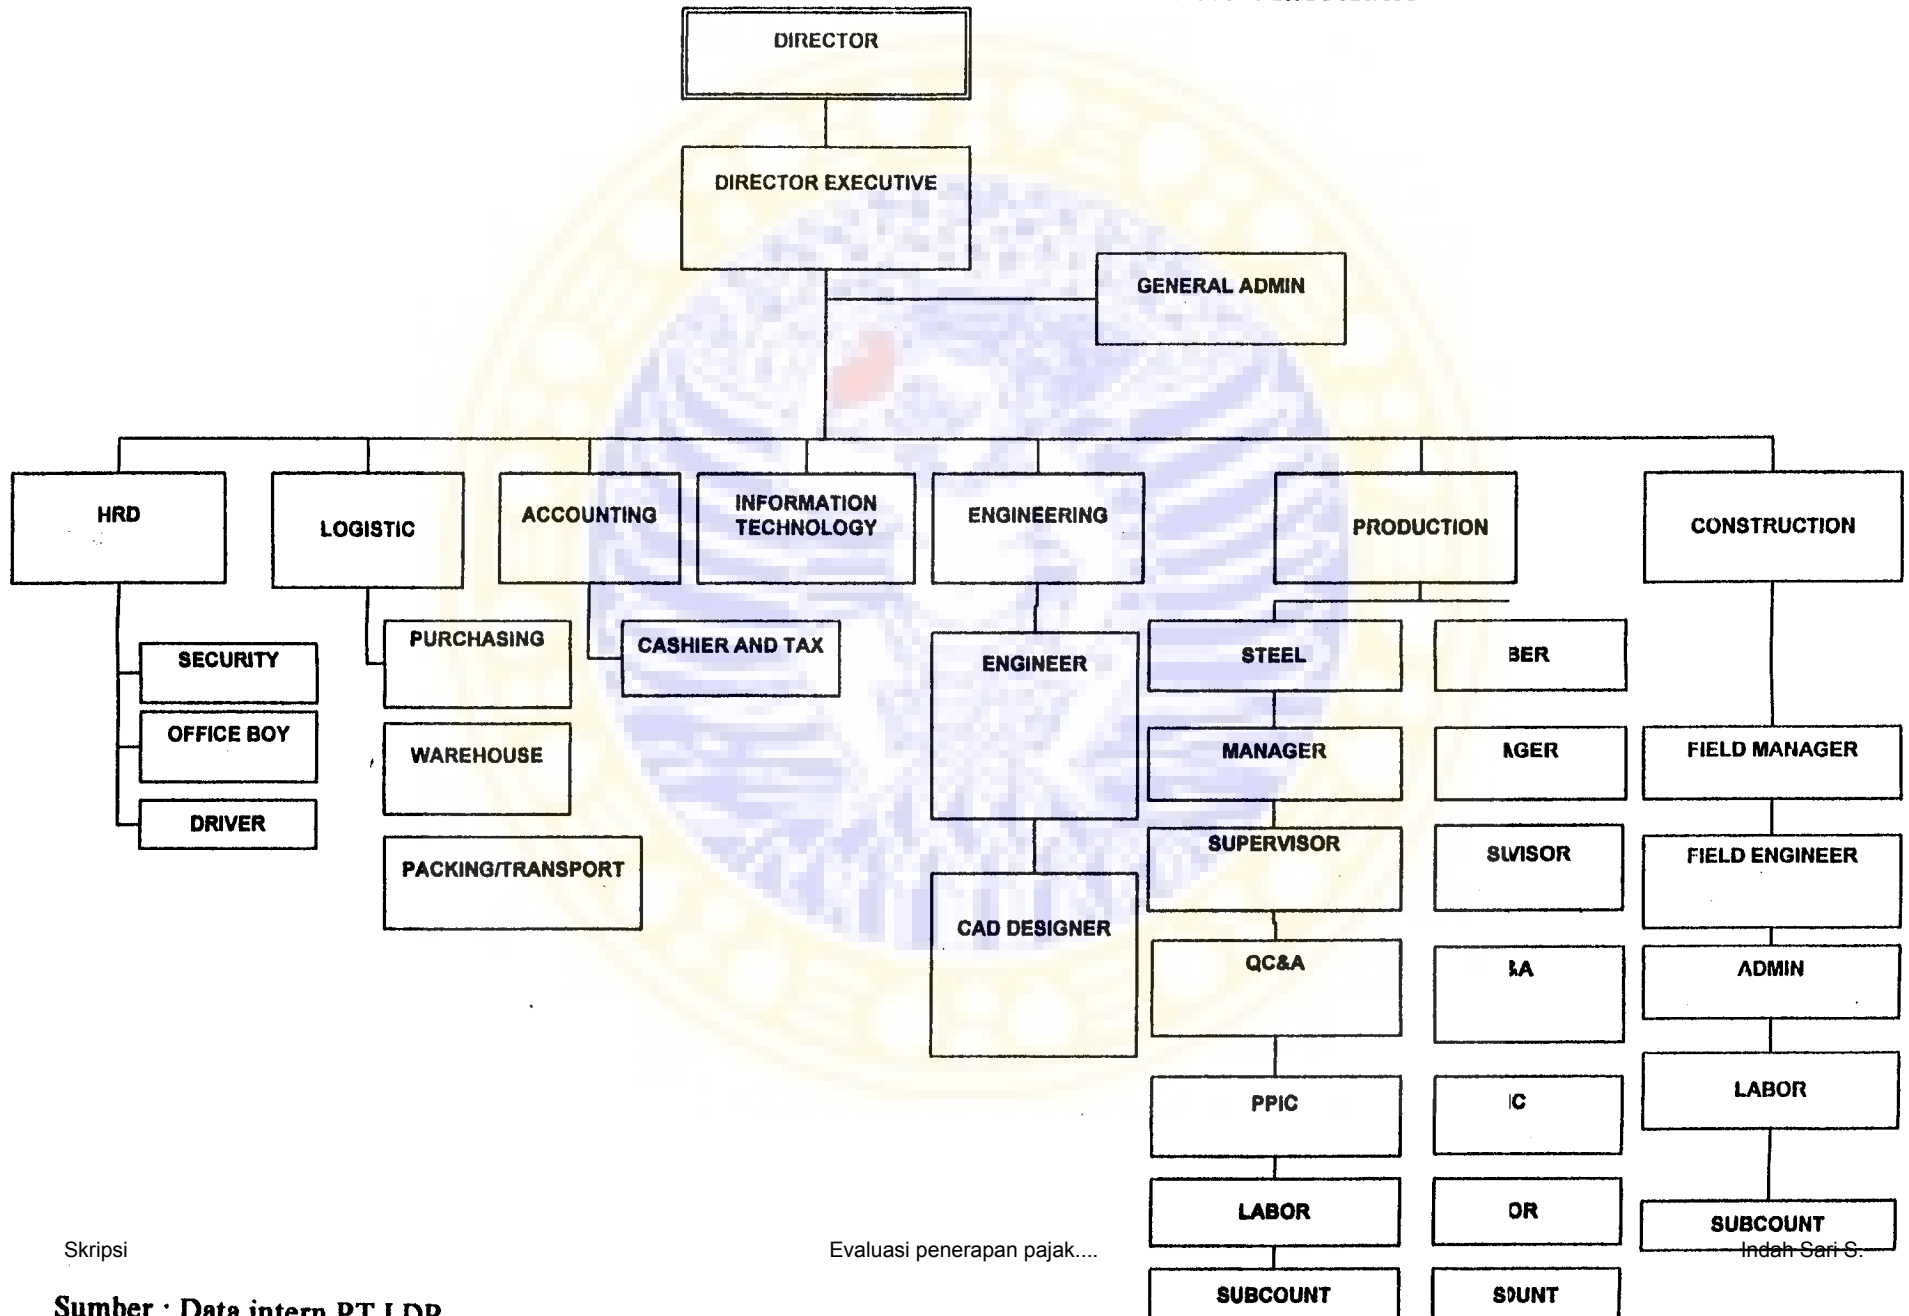 DIRECTOR
DIRECTOR EXECUTIVE
GENERAL ADMIN
HRD
LOGISTIC
ACCOUNTING
INFORMATION
TECHNOLOGY
ENGINEERING
PRODUCTION
CONSTRUCTION
SECURITY
OFFICE BOY
DRIVER
PURCHASING
WAREHOUSE
PACKING/TRANSPORT
CASHIER AND TAX
ENGINEER
CAD DESIGNER
STEEL
MANAGER
SUPERVISOR
QC&A
PPIC
LABOR
SUBCOUNT
BER
AGER
VISOR
&A
IC
OR
OUNT
FIELD MANAGER
FIELD ENGINEER
ADMIN
LABOR
SUBCOUNT
Skripsi
Evaluasi penerapan pajak....
Indah Sari S.
Sumber : Data intern PT LDP